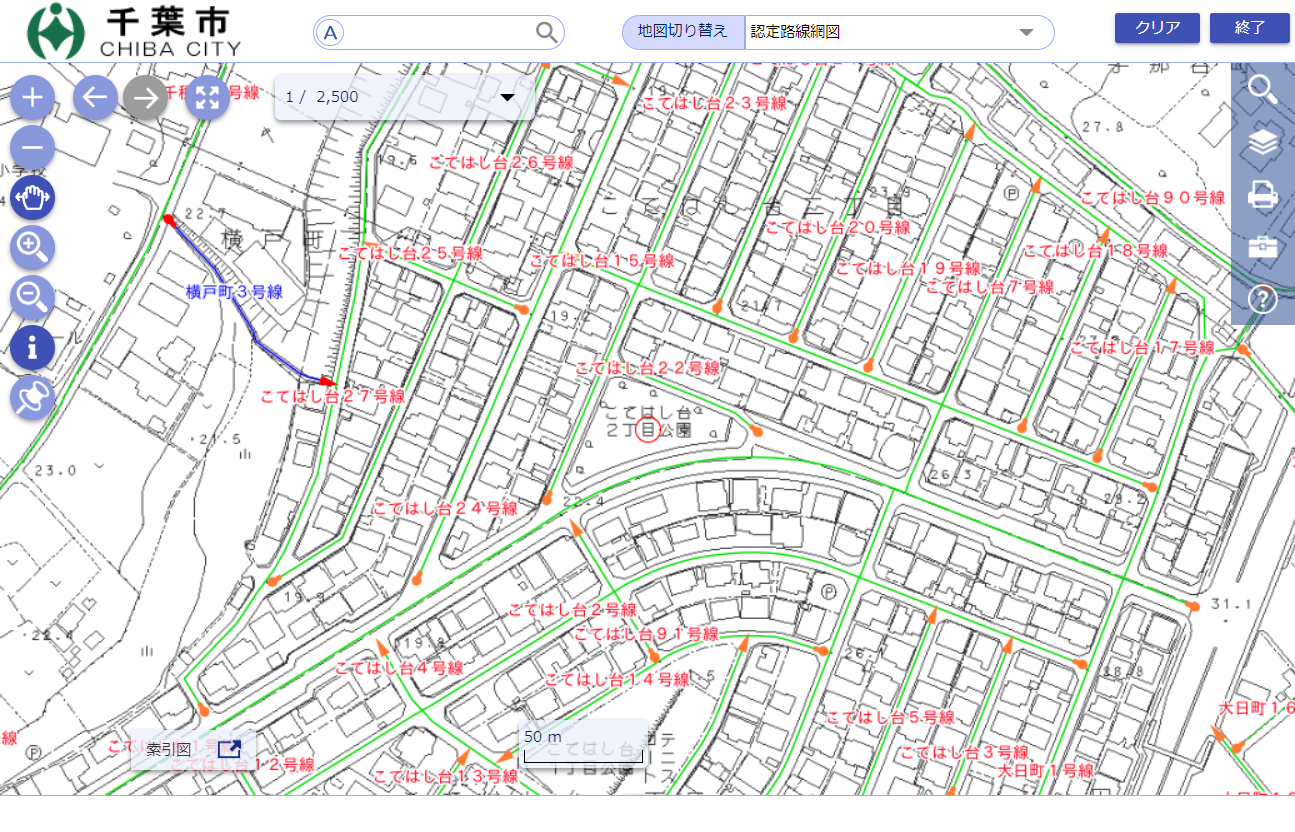 千葉市
CHIBA CITY
A
地図切り替え
認定路線網図
クリア
終了
1 / 2,500
27.8
こてはし台２３号線
19.5
こてはし台２６号線
23.3
P
こてはし台９０号線
22.7
横戸町
こてはし台二丁目
こてはし台２０号線
こてはし台２５号線
こてはし台１５号線
こてはし台１９号線
こてはし台１８号線
こてはし台７号線
横戸町３号線
21.7
19.2
こてはし台１７号線
こてはし台２２号線
こてはし台２７号線
こてはし台
２丁目公園
21.5
23.0
26.3
29.2
22.4
こてはし台２４号線
19.9
P
31.1
こてはし台２号線
こてはし台９１号線
19.8
22.4
こてはし台４号線
28.8
こてはし台１４号線
こてはし台５号線
大日町１６
P
50 m
索引図
こてはし台
１丁目公園
テニス
こてはし台３号線
こてはし台１２号線
こてはし台１３号線
大日町１号線